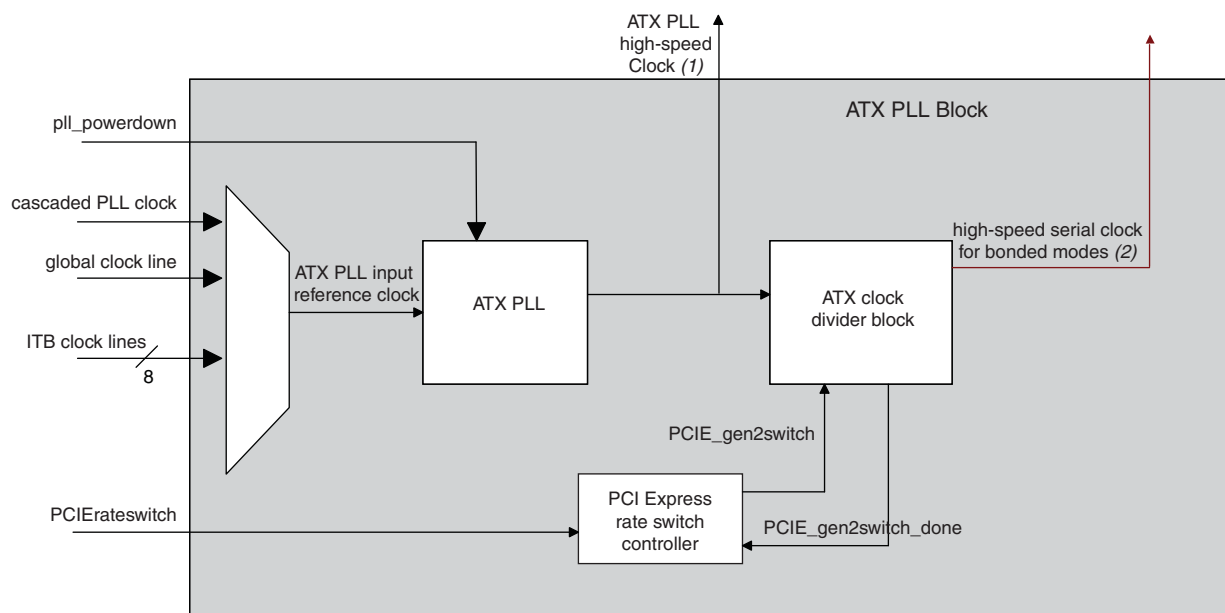 ATX PLL
high-speed
Clock (1)
ATX PLL Block
pll_powerdown
cascaded PLL clock
global clock line
ITB clock lines
8
ATX PLL input
reference clock
ATX PLL
ATX clock
divider block
high-speed serial clock
for bonded modes (2)
PCIE_gen2switch
PCIErateswitch
PCI Express
rate switch
controller
PCIE_gen2switch_done